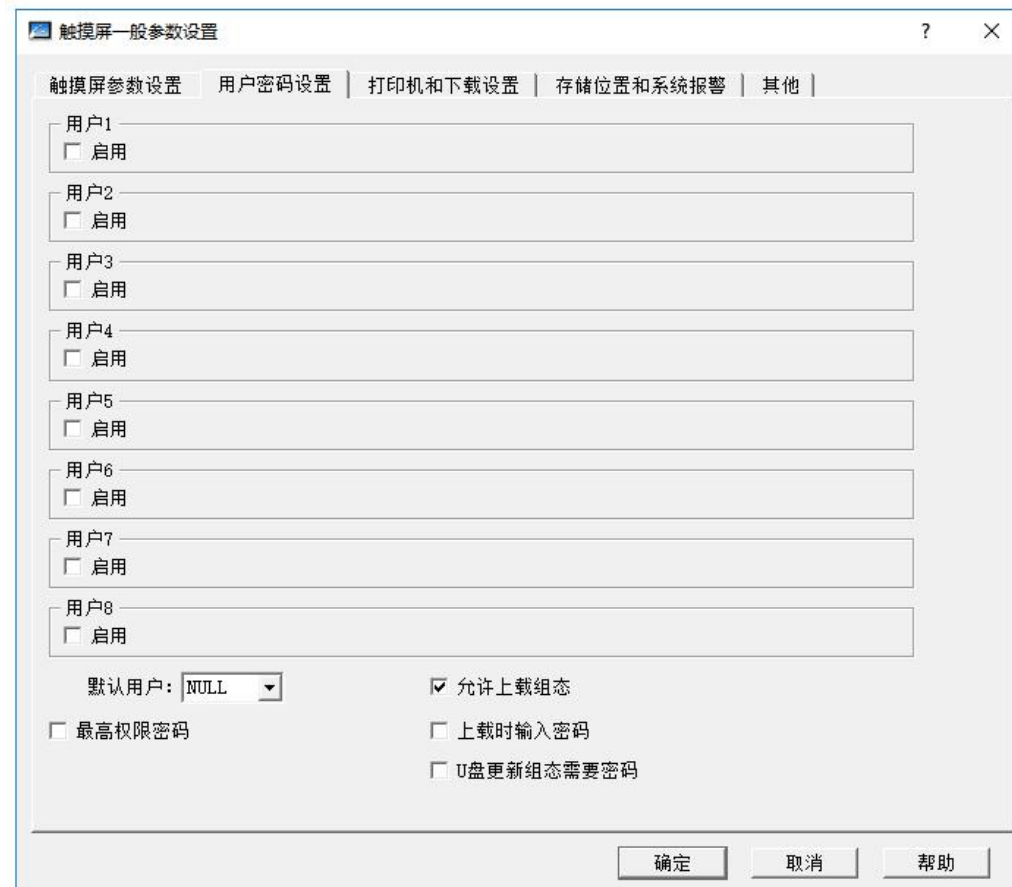 触摸屏一般参数设置
触摸屏参数设置 用户密码设置 打印机和下载设置 存储位置和系统报警 其他
用户1
启用
用户2
启用
用户3
启用
用户4
启用
用户5
启用
用户6
启用
用户7
启用
用户8
启用
默认用户: NULL 允许上载组态
最高权限密码 上载时输入密码
U盘更新组态需要密码
确定 取消 帮助